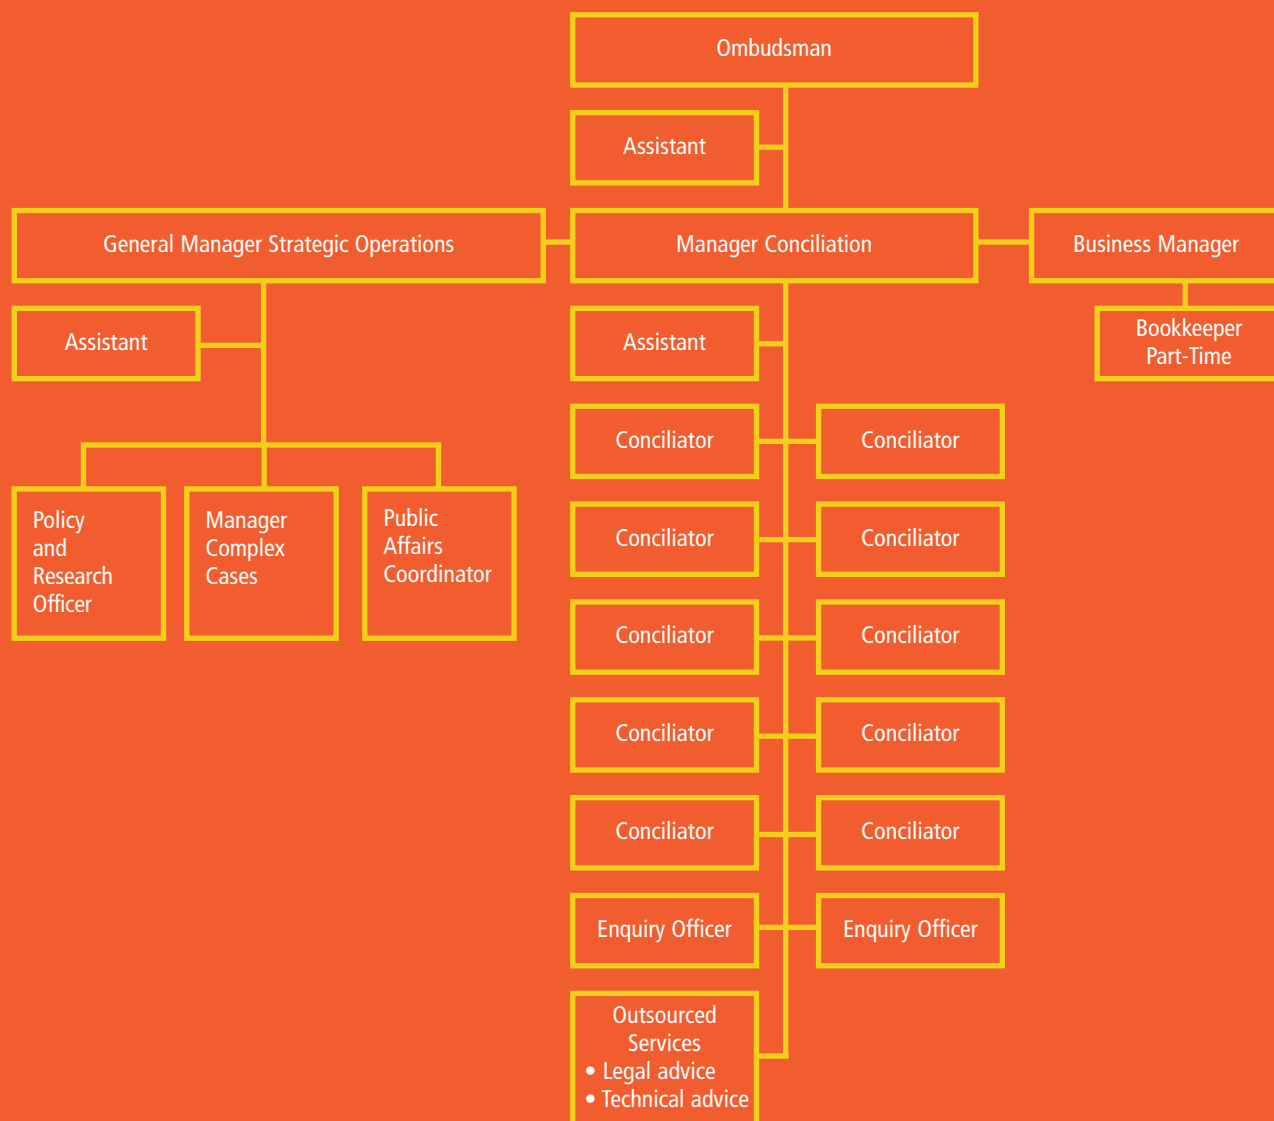 Ombudsman
Assistant
General Manager Strategic Operations
Manager Conciliation
Business Manager
Assistant
Assistant
Bookkeeper
Part-Time
Conciliator
Conciliator
Policy
and
Research
Officer
Manager
Complex
Cases
Public
Affairs
Coordinator
Conciliator
Conciliator
Conciliator
Conciliator
Conciliator
Conciliator
Conciliator
Conciliator
Enquiry Officer
Enquiry Officer
Outsourced
Services
• Legal advice
• Technical advice